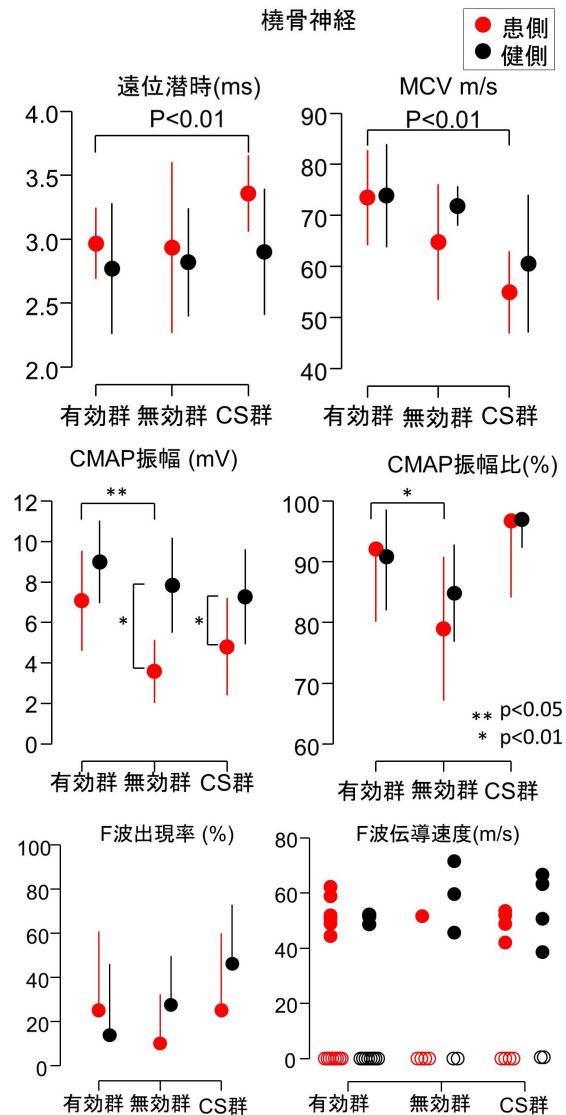 橈骨神経
患側
健側
遠位潜時(ms)
P<0.01
4.0
3.5
3.0
2.5
2.0
有効群 無効群 CS群
MCV m/s
P<0.01
90
80
70
60
50
40
有効群 無効群 CS群
CMAP振幅 (mV)
**
*
*
12
10
8
6
4
2
0
有効群 無効群 CS群
CMAP振幅比(%)
*
100
90
80
70
60
** p<0.05
* p<0.01
有効群 無効群 CS群
F波出現率 (%)
100
80
60
40
20
0
有効群 無効群 CS群
F波伝導速度(m/s)
80
60
40
20
0
有効群 無効群 CS群